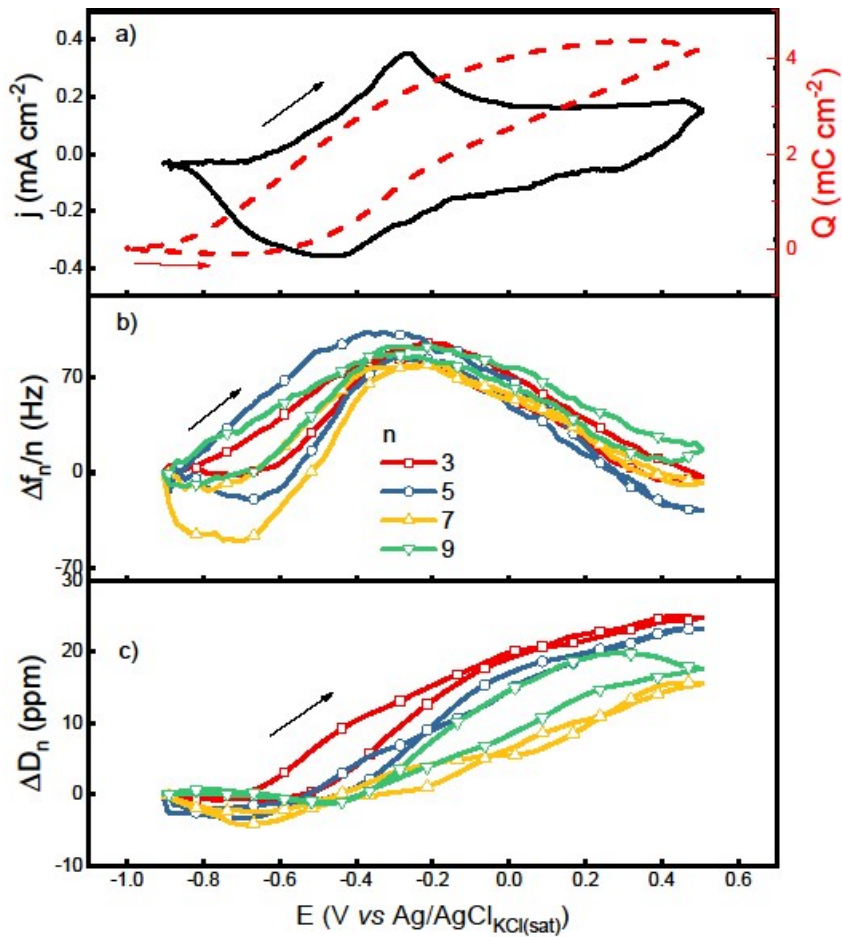 a)
j (mA cm-2)
0.4
0.2
0.0
-0.2
-0.4
Q (mC cm-2)
4
2
0
b)
Δfn/n (Hz)
70
0
-70
n
3
5
7
9
c)
ΔDn (ppm)
30
20
10
0
-10
-1.0 -0.8 -0.6 -0.4 -0.2 0.0 0.2 0.4 0.6
E (V vs Ag/AgClKCl(sat))